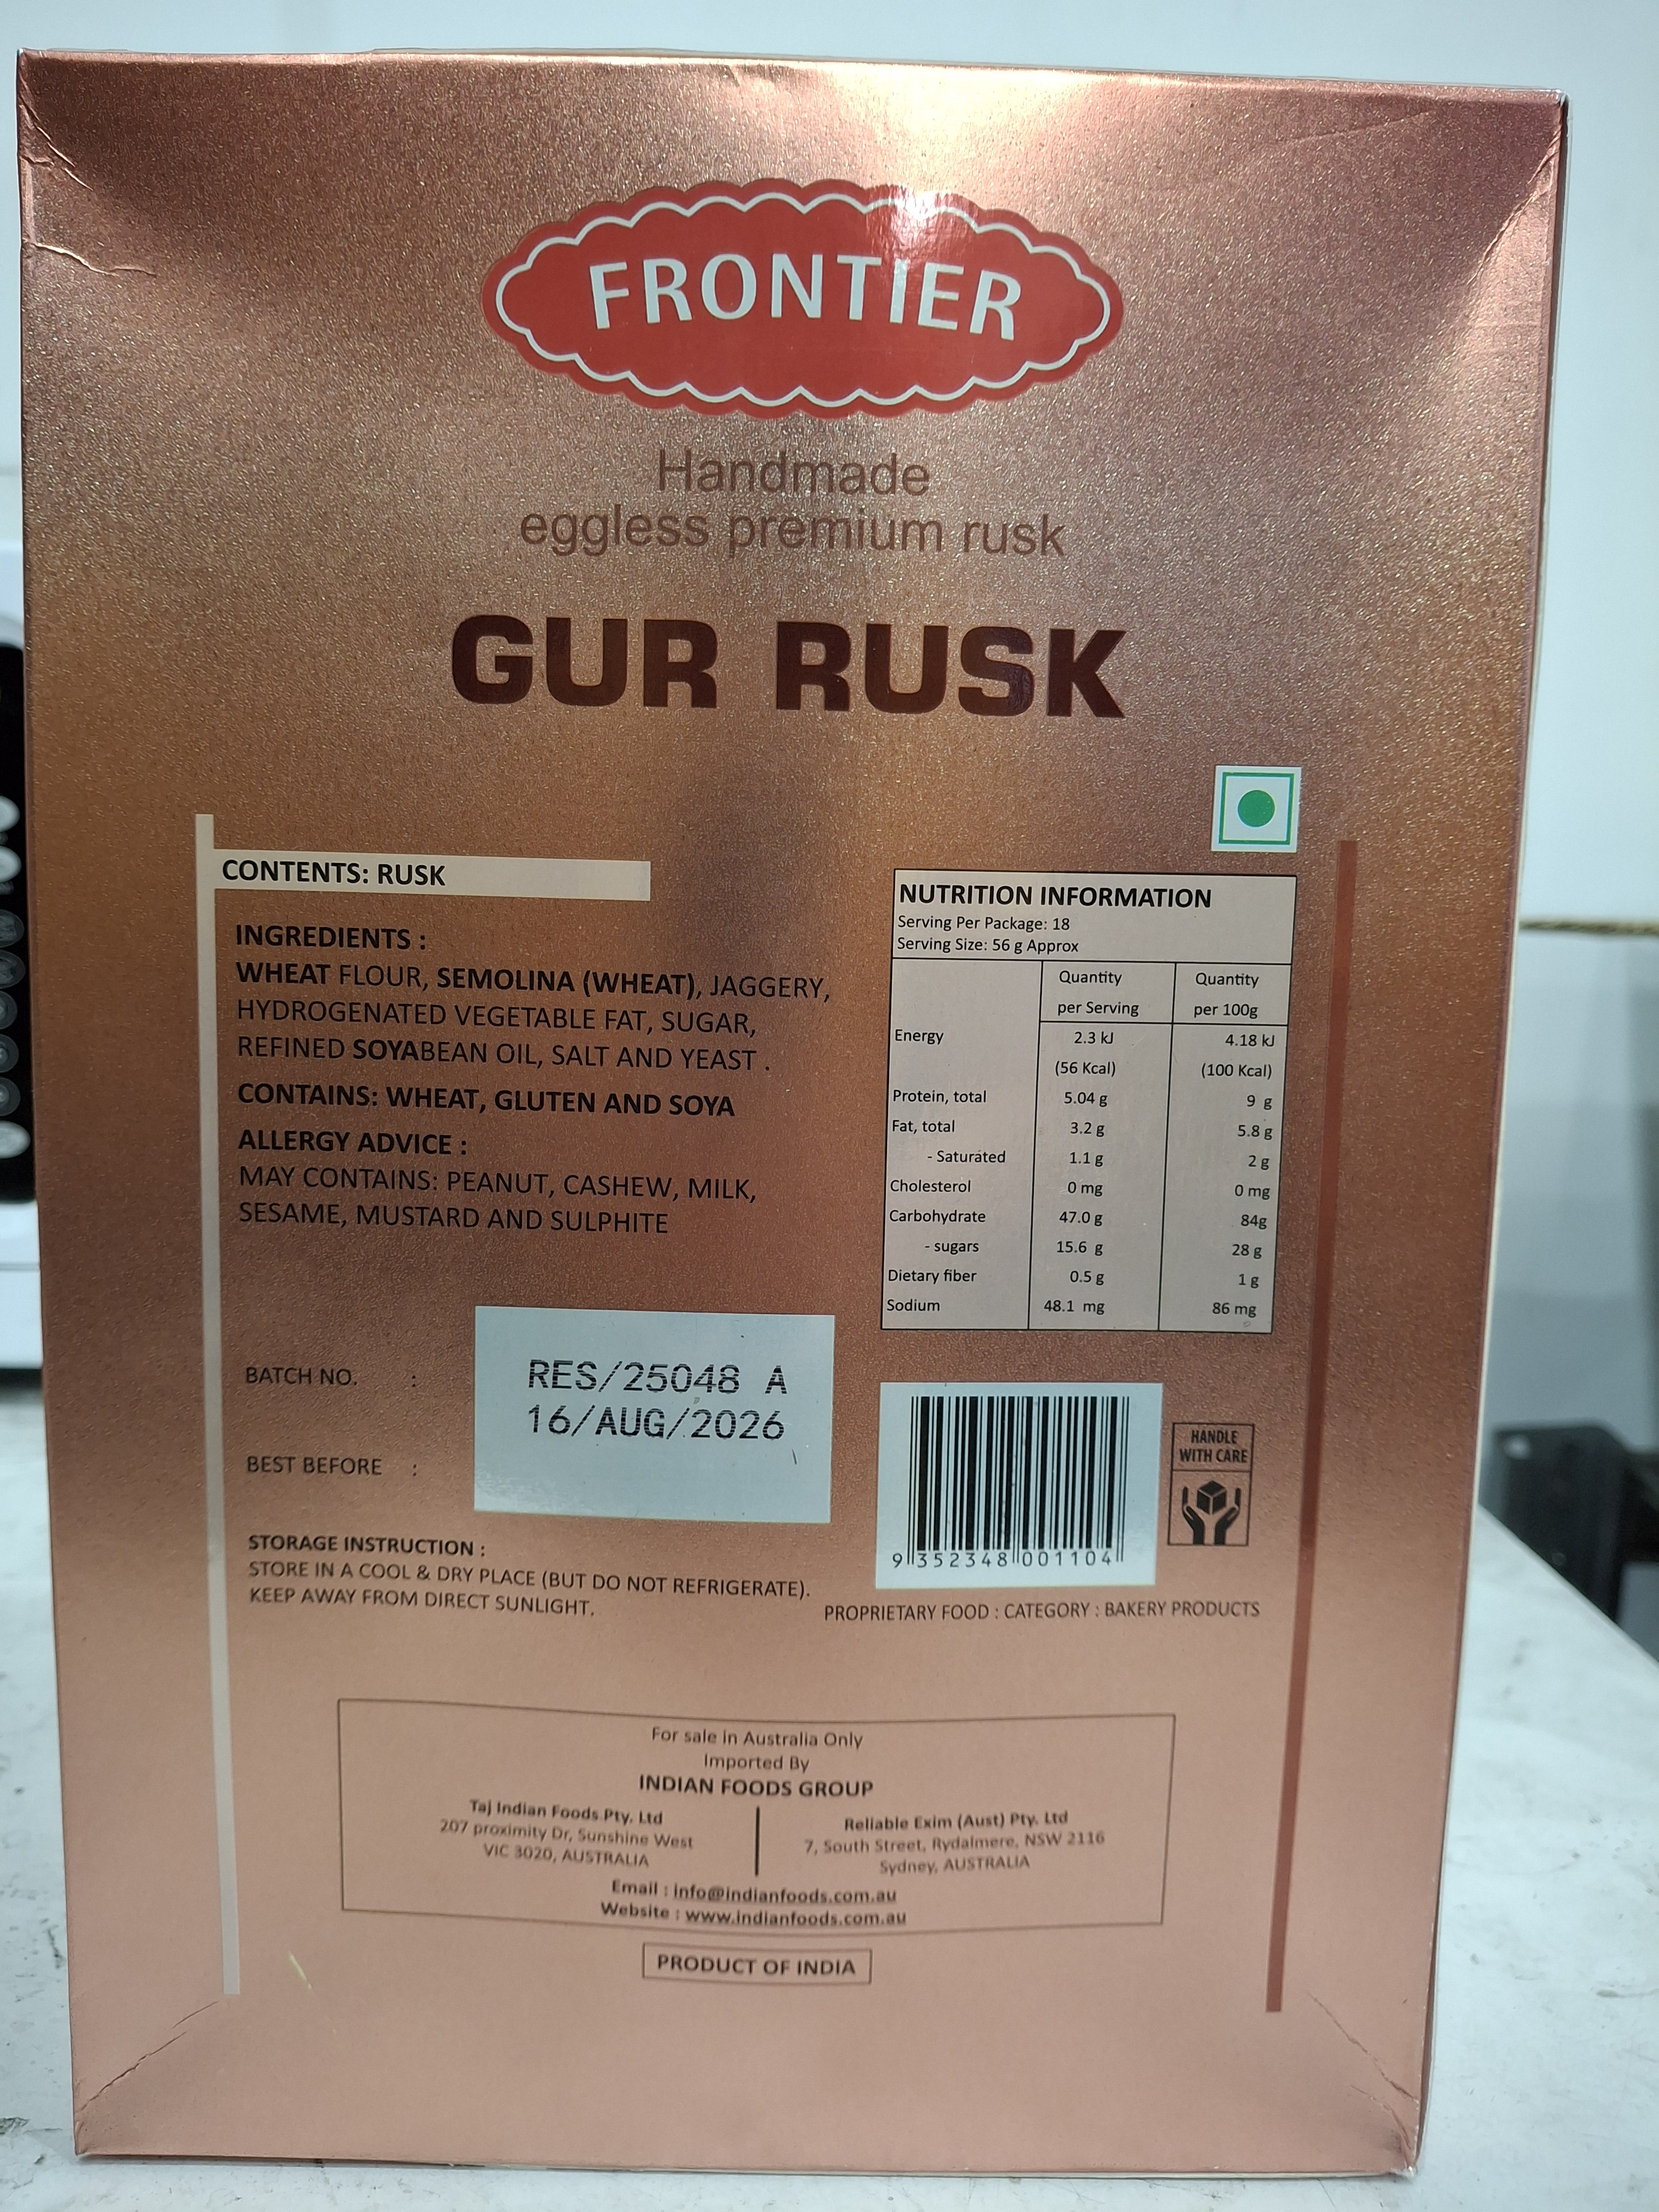 FRONTIER
Handmade
eggless premium rusk
GUR RUSK
CONTENTS: RUSK
INGREDIENTS :
WHEAT FLOUR, SEMOLINA (WHEAT), JAGGERY,
HYDROGENATED VEGETABLE FAT, SUGAR,
REFINED SOYABEAN OIL, SALT AND YEAST .
CONTAINS: WHEAT, GLUTEN AND SOYA
ALLERGY ADVICE :
MAY CONTAINS: PEANUT, CASHEW, MILK,
SESAME, MUSTARD AND SULPHITE
NUTRITION INFORMATION
Serving Per Package: 18
Serving Size: 56 g Approx
Quantity per Serving Quantity per 100g
Energy 2.3 kJ 4.18 kJ
(56 Kcal) (100 Kcal)
Protein, total 5.04 g 9 g
Fat, total 3.2 g 5.8 g
- Saturated 1.1 g 2 g
Cholesterol 0 mg 0 mg
Carbohydrate 47.0 g 84g
- sugars 15.6 g 28 g
Dietary fiber 0.5 g 1 g
Sodium 48.1 mg 86 mg
BATCH NO. : RES/25048 A
16/AUG/2026
BEST BEFORE :
9 352348 001104
HANDLE
WITH CARE
STORAGE INSTRUCTION :
STORE IN A COOL & DRY PLACE (BUT DO NOT REFRIGERATE).
KEEP AWAY FROM DIRECT SUNLIGHT.
PROPRIETARY FOOD : CATEGORY : BAKERY PRODUCTS
For sale in Australia Only
Imported By
INDIAN FOODS GROUP
Taj Indian Foods Pty. Ltd
207 proximity Dr, Sunshine West
VIC 3020, AUSTRALIA
Reliable Exim (Aust) Pty. Ltd
7, South Street, Rydalmere, NSW 2116
Sydney, AUSTRALIA
Email : info@indianfoods.com.au
Website : www.indianfoods.com.au
PRODUCT OF INDIA